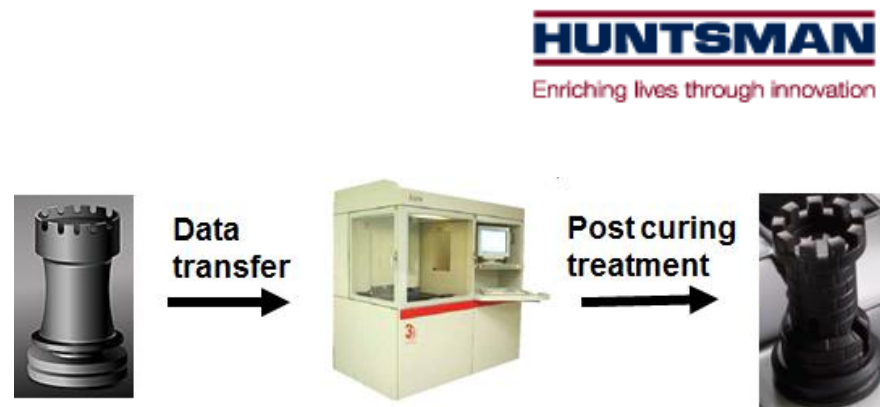 HUNTSMAN
Enriching lives through innovation
Data
transfer
Post curing
treatment